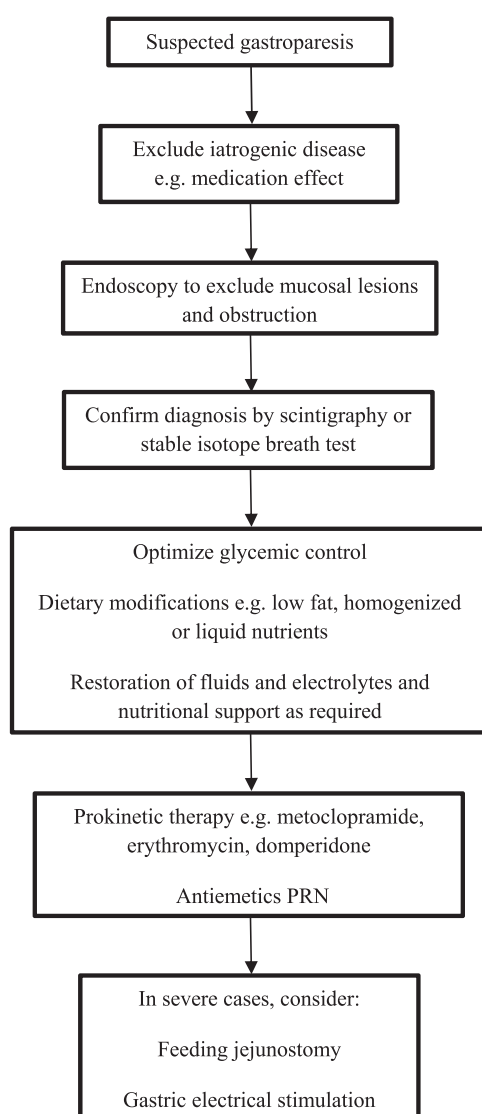 Suspected gastroparesis
Exclude iatrogenic disease
e.g. medication effect
Endoscopy to exclude mucosal lesions
and obstruction
Confirm diagnosis by scintigraphy or
stable isotope breath test
Optimize glycemic control
Dietary modifications e.g. low fat, homogenized
or liquid nutrients
Restoration of fluids and electrolytes and
nutritional support as required
Prokinetic therapy e.g. metoclopramide,
erythromycin, domperidone
Antiemetics PRN
In severe cases, consider:
Feeding jejunostomy
Gastric electrical stimulation